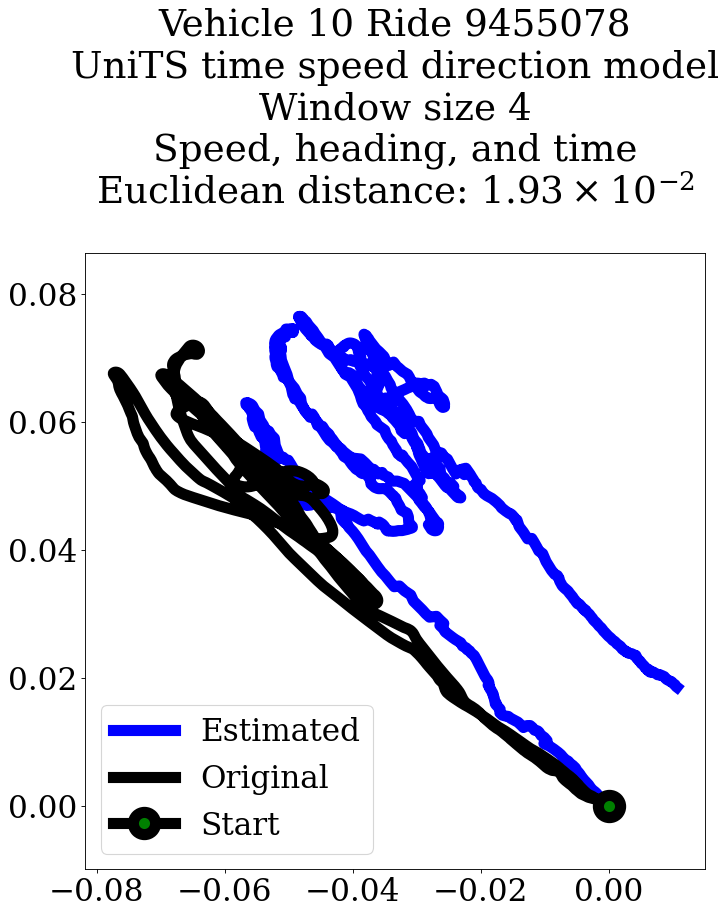 Vehicle 10 Ride 9455078
UniTS time speed direction model
Window size 4
Speed, heading, and time
Euclidean distance: 1.93 × 10⁻²
0.08
0.06
0.04
0.02
0.00
Estimated
Original
Start
−0.08 −0.06 −0.04 −0.02 0.00